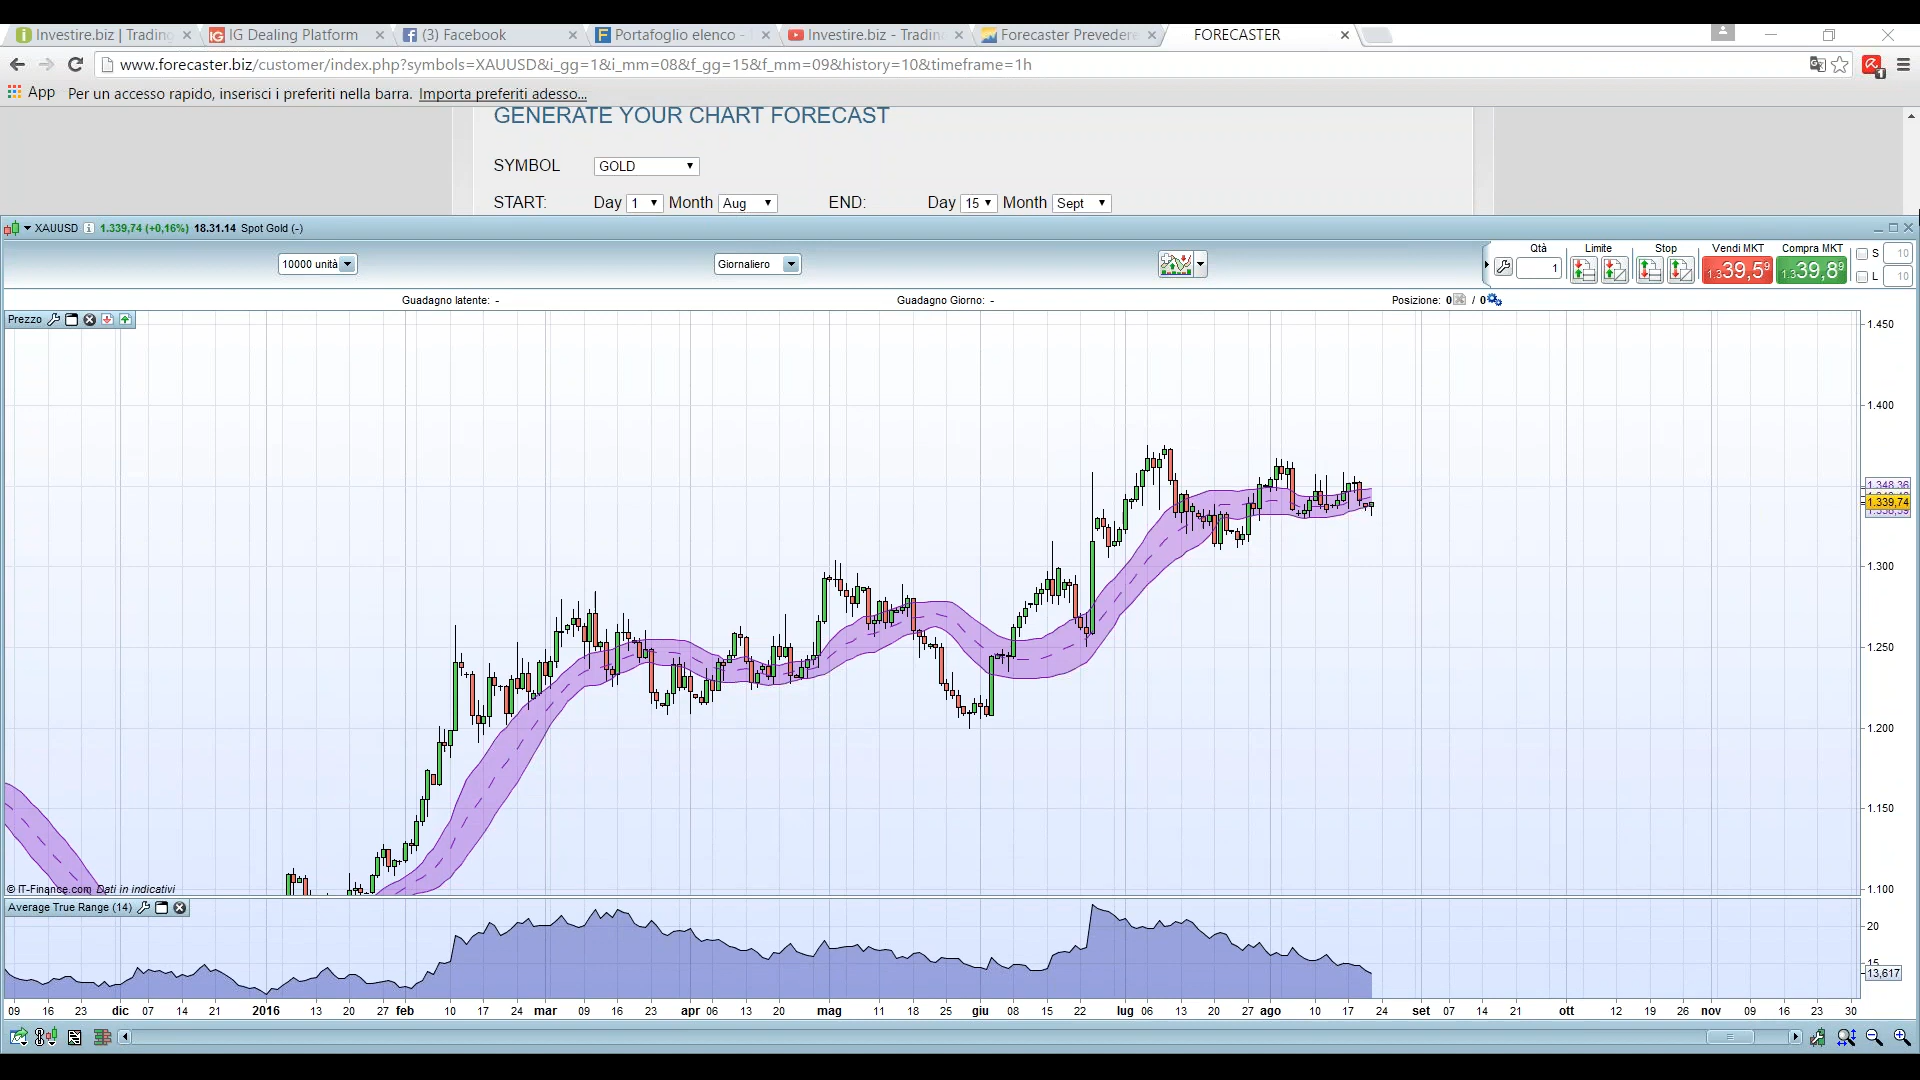 Investire.biz | Trading
IG Dealing Platform
(3) Facebook
Portafoglio elenco -
Investire.biz - Trading
Forecaster Prevedere
FORECASTER
www.forecaster.biz/customer/index.php?symbols=XAUUSD&i_gg=1&i_mm=08&f_gg=15&f_mm=09&history=10&timeframe=1h
App Per un accesso rapido, inserisci i preferiti nella barra. Importa preferiti adesso...
GENERATE YOUR CHART FORECAST
SYMBOL GOLD
START: Day 1 Month Aug END: Day 15 Month Sept
XAUUSD 1.339,74 (+0,16%) 18.31.14 Spot Gold (-)
Qtà Limite Stop Vendi MKT Compra MKT S 10
10000 unità Giornaliero 1 1.339,5⁹ 1.339,8⁹ L 10
Guadagno latente: - Guadagno Giorno: - Posizione: 0 / 0
Prezzo
1.450
1.400
1.348,36
1.339,74
1.300
1.250
1.200
1.150
1.100
© IT-Finance.com Dati in indicativi
Average True Range (14)
20
15
13,617
09 16 23 dic 07 14 21 2016 13 20 27 feb 10 17 24 mar 09 16 23 apr 06 13 20 mag 11 18 25 giu 08 15 22 lug 06 13 20 27 ago 10 17 24 set 07 14 21 ott 12 19 26 nov 09 16 23 30